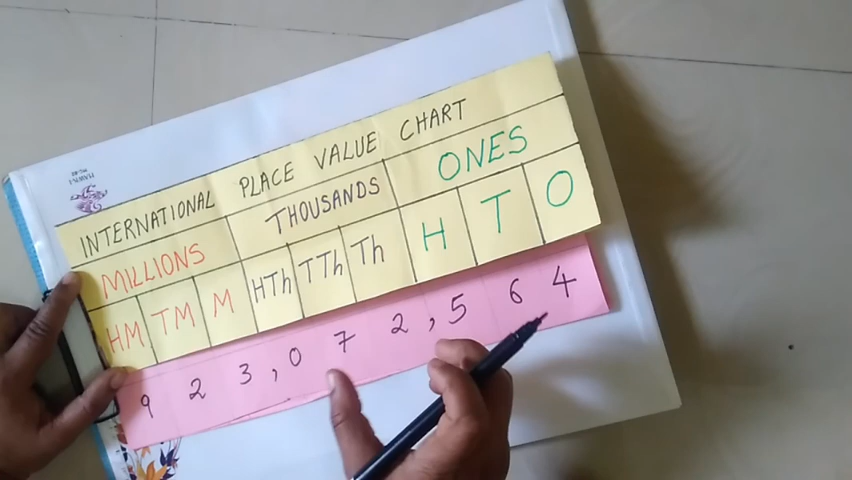 INTERNATIONAL PLACE VALUE CHART
MILLIONS THOUSANDS ONES
HM TM M HTh TTh Th H T O
9 2 3 , 0 7 2 , 5 6 4